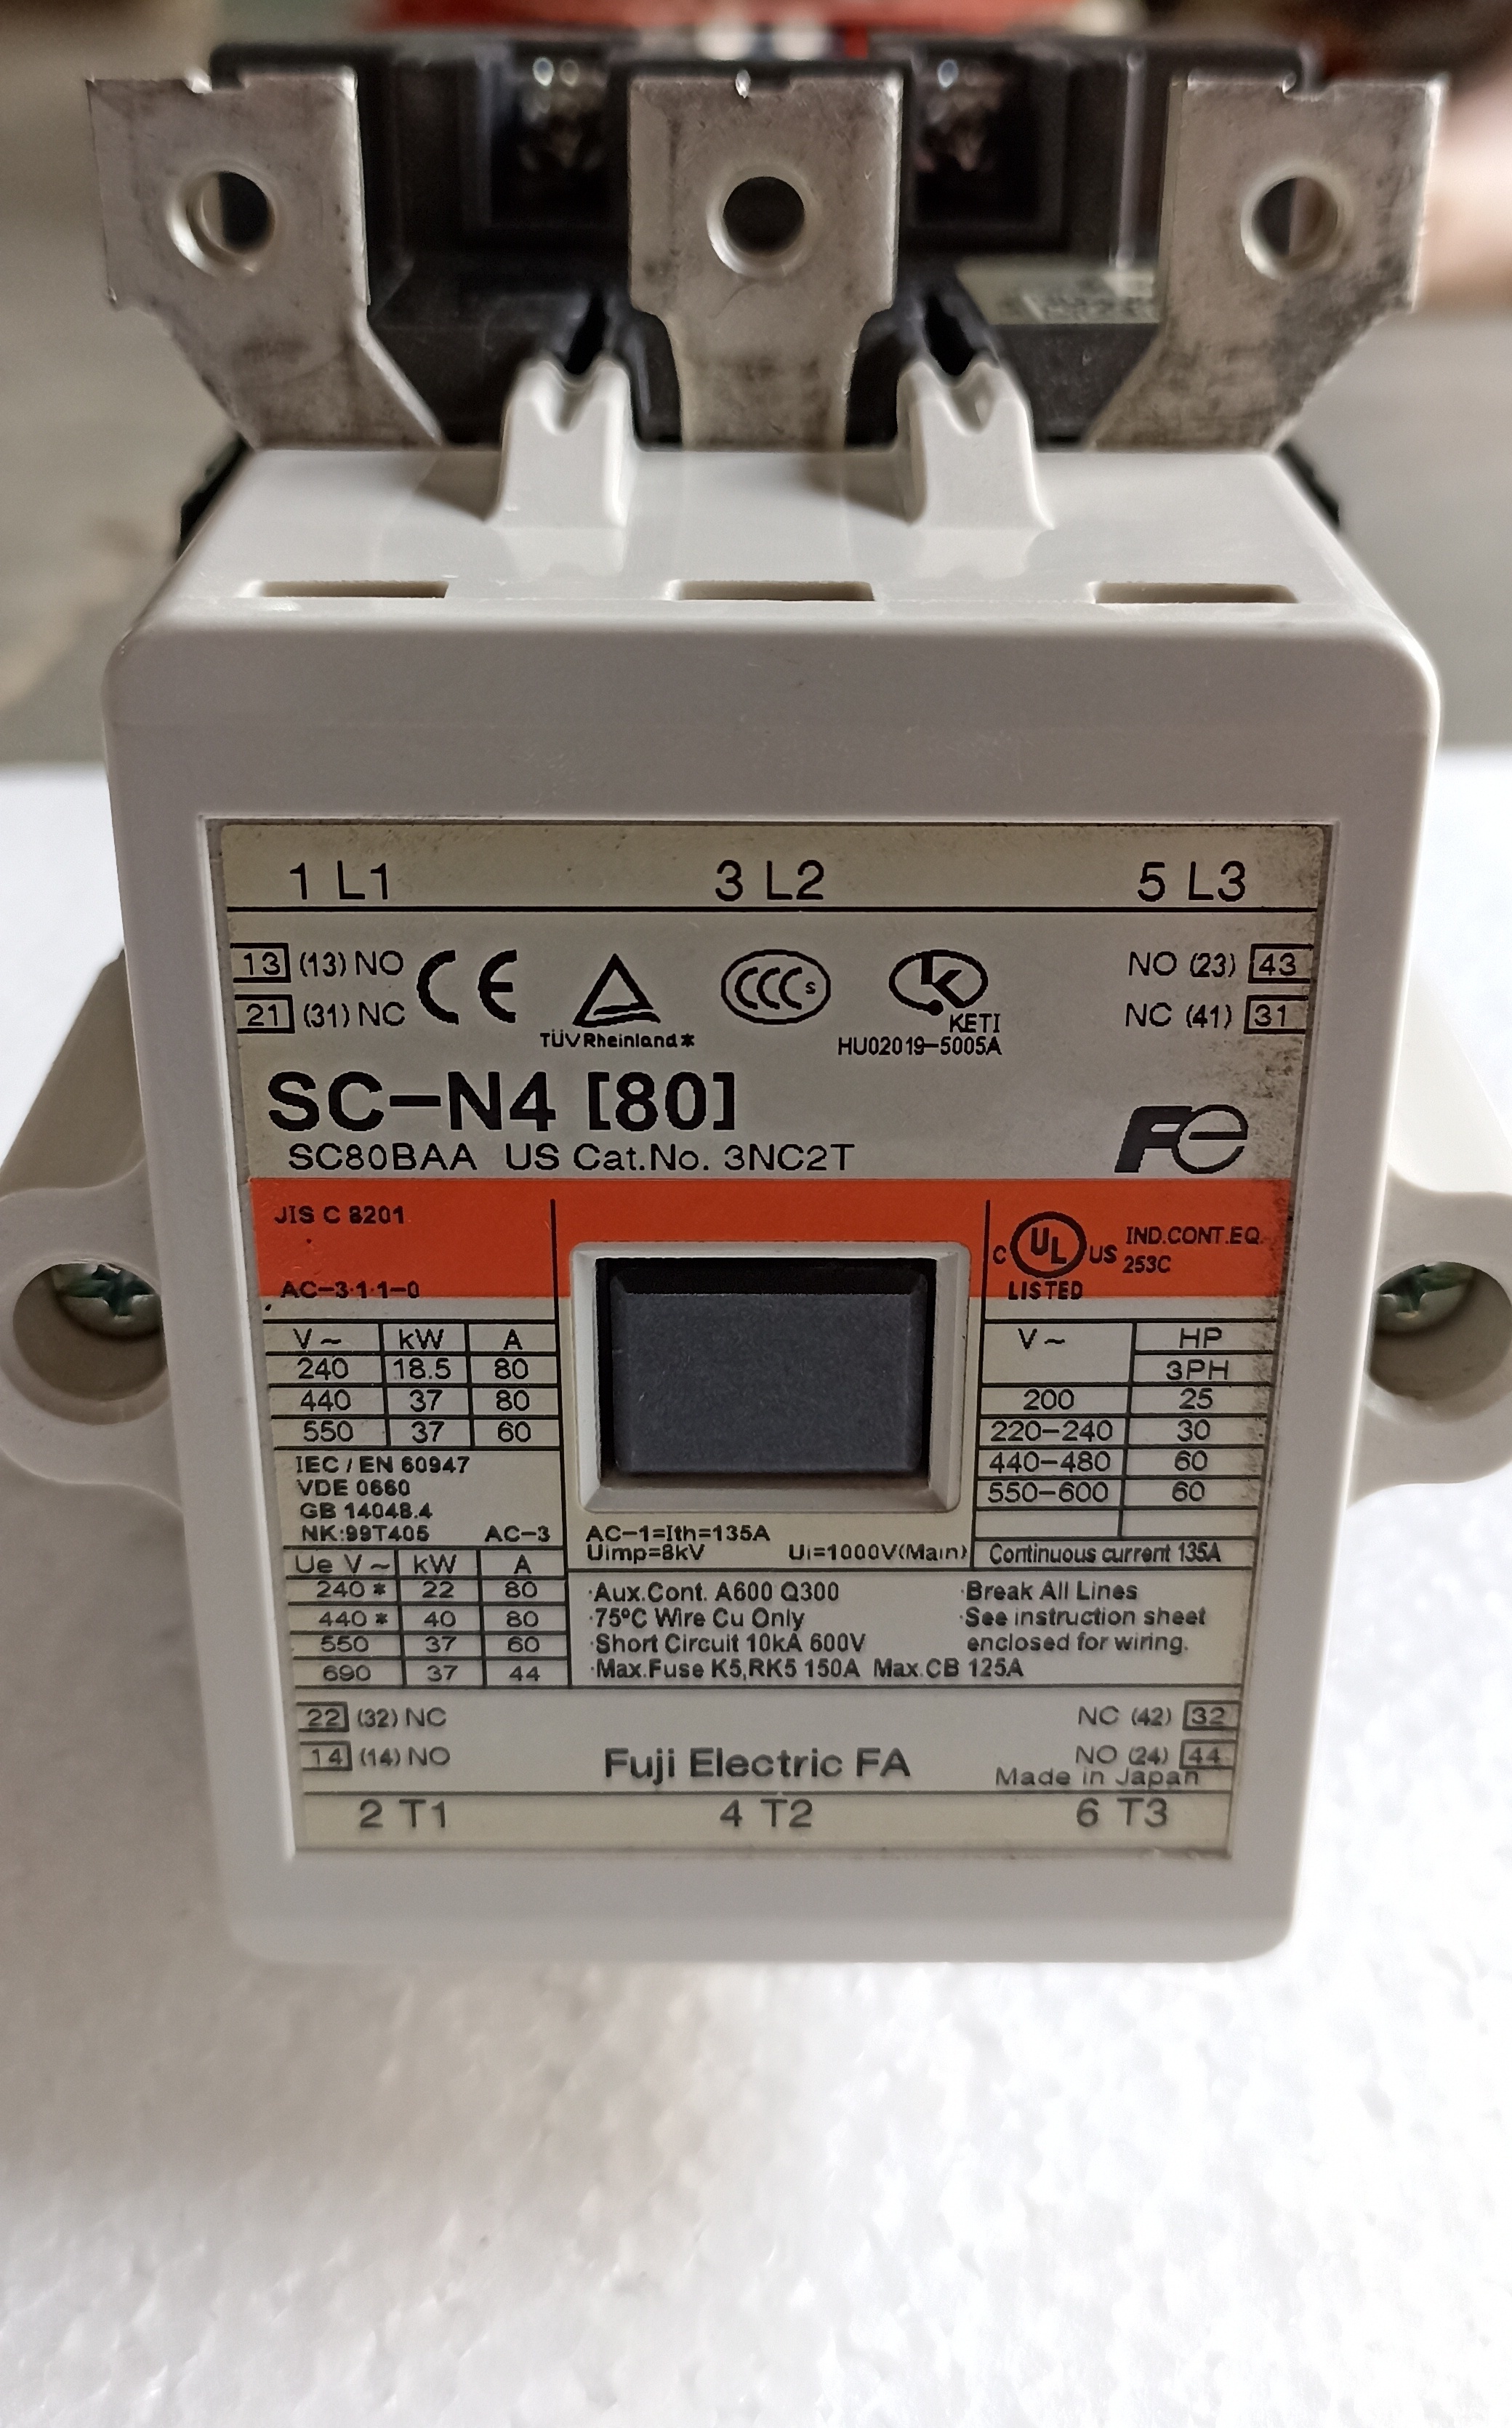 1 L1 3 L2 5 L3
13 (13) NO CE NO (23) 43
21 (31) NC TÜVRheinland* CCC s KETI NC (41) 31
HU02019-5005A
SC-N4 [80]
SC80BAA US Cat.No. 3NC2T Fe
JIS C 8201
AC-3·1·1-0
C UL US IND.CONT.EQ.
253C
LISTED
V~ kW A
240 18.5 80
440 37 80
550 37 60
V~ HP
3PH
200 25
220-240 30
440-480 60
550-600 60
Continuous current 135A
IEC / EN 60947
VDE 0660
GB 14048.4
NK:99T405 AC-3
Ue V~ kW A
240* 22 80
440* 40 80
550 37 60
690 37 44
AC-1=Ith=135A
Uimp=8kV Ui=1000V(Main)
·Aux.Cont. A600 Q300 ·Break All Lines
·75°C Wire Cu Only ·See instruction sheet
·Short Circuit 10kA 600V enclosed for wiring.
·Max.Fuse K5,RK5 150A Max.CB 125A
22 (32) NC NC (42) 32
14 (14) NO Fuji Electric FA NO (24) 44
Made in Japan
2 T1 4 T2 6 T3